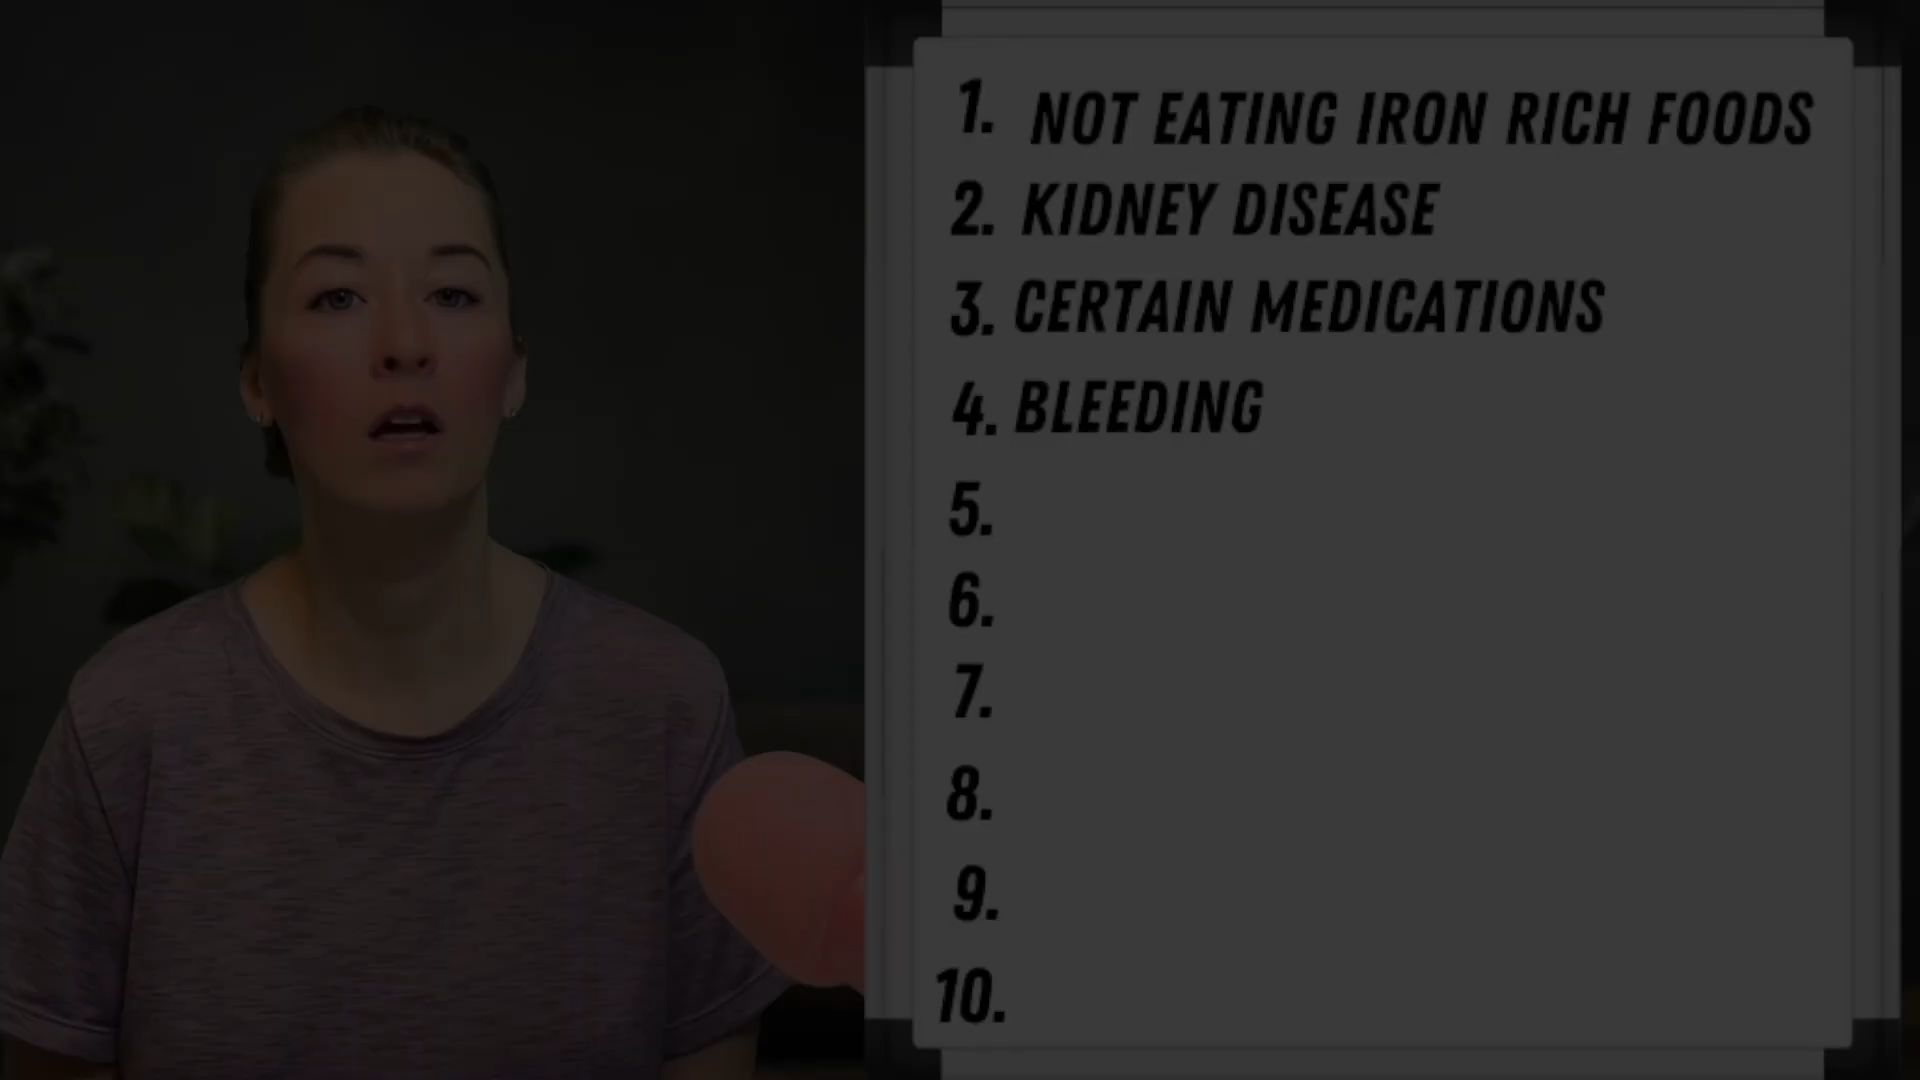 1. NOT EATING IRON RICH FOODS
2. KIDNEY DISEASE
3. CERTAIN MEDICATIONS
4. BLEEDING
5.
6.
7.
8.
9.
10.